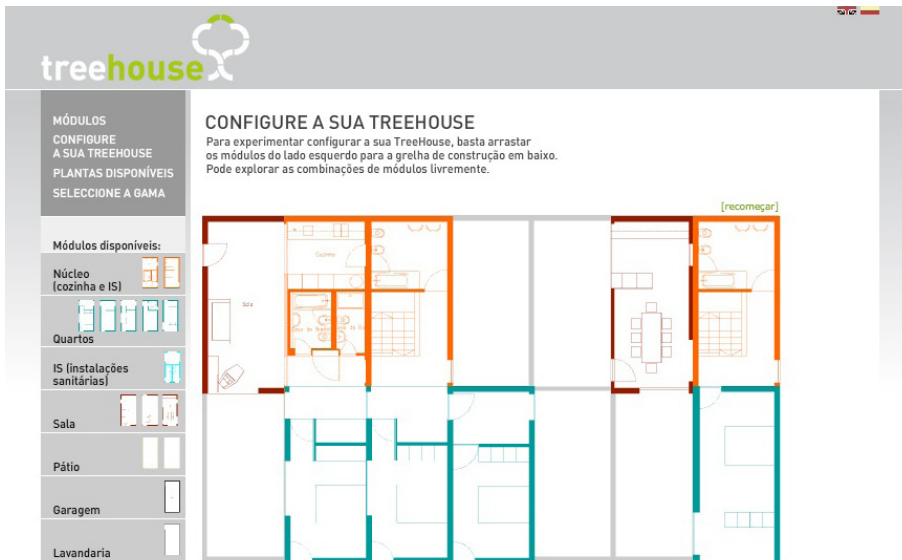 treehouse
MÓDULOS
CONFIGURE
A SUA TREEHOUSE
PLANTAS DISPONÍVEIS
SELECCIONE A GAMA
Módulos disponíveis:
Núcleo
(cozinha e IS)
Quartos
IS (instalações
sanitárias)
Sala
Pátio
Garagem
Lavandaria
CONFIGURE A SUA TREEHOUSE
Para experimentar configurar a sua TreeHouse, basta arrastar
os módulos do lado esquerdo para a grelha de construção em baixo.
Pode explorar as combinações de módulos livremente.
[recomeçar]
Cozinha
Sala